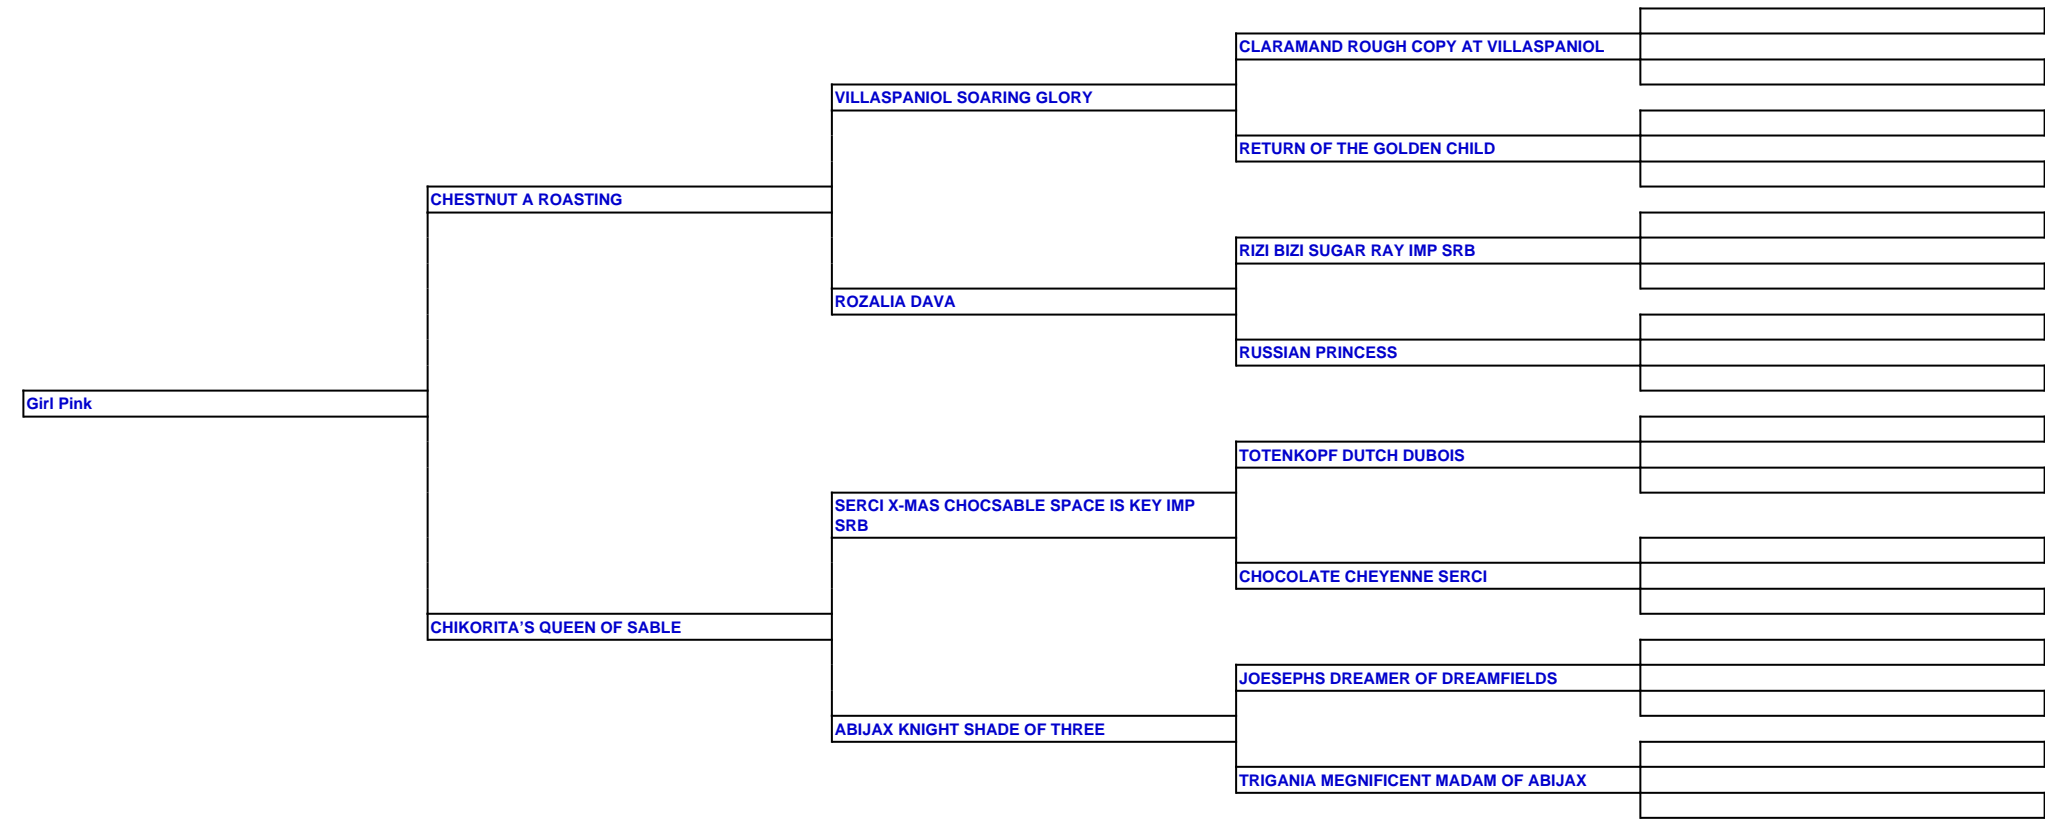 CLARAMAND ROUGH COPY AT VILLASPANIOL
VILLASPANIOL SOARING GLORY
RETURN OF THE GOLDEN CHILD
CHESTNUT A ROASTING
RIZI BIZI SUGAR RAY IMP SRB
ROZALIA DAVA
RUSSIAN PRINCESS
Girl Pink
TOTENKOPF DUTCH DUBOIS
SERCI X-MAS CHOCSABLE SPACE IS KEY IMP
SRB
CHOCOLATE CHEYENNE SERCI
CHIKORITA’S QUEEN OF SABLE
JOESEPHS DREAMER OF DREAMFIELDS
ABIJAX KNIGHT SHADE OF THREE
TRIGANIA MEGNIFICENT MADAM OF ABIJAX